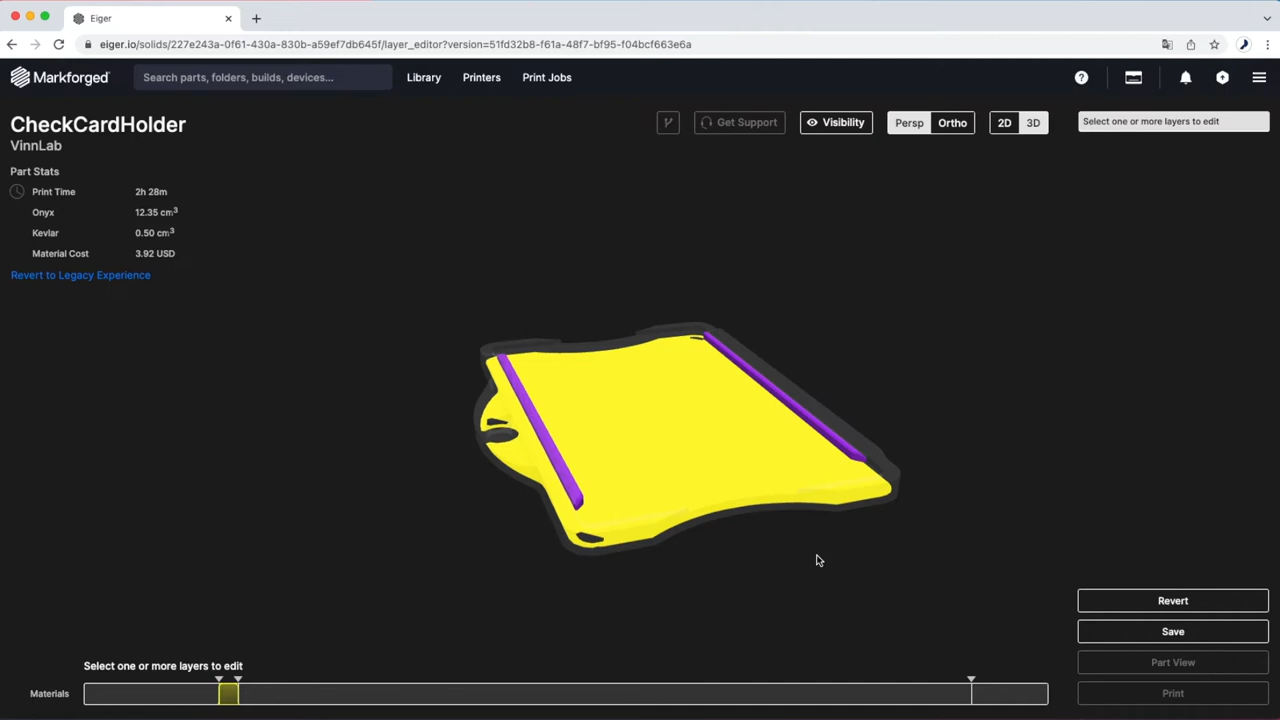 Eiger
eiger.io/solids/227e243a-0f61-430a-830b-a59ef7db645f/layer_editor?version=51fd32b8-f61a-48f7-bf95-f04bcf663e6a
Markforged
Search parts, folders, builds, devices...
Library
Printers
Print Jobs
CheckCardHolder
VinnLab
Get Support
Visibility
Persp
Ortho
2D
3D
Select one or more layers to edit
Part Stats
Print Time 2h 28m
Onyx 12.35 cm³
Kevlar 0.50 cm³
Material Cost 3.92 USD
Revert to Legacy Experience
Revert
Save
Part View
Print
Select one or more layers to edit
Materials